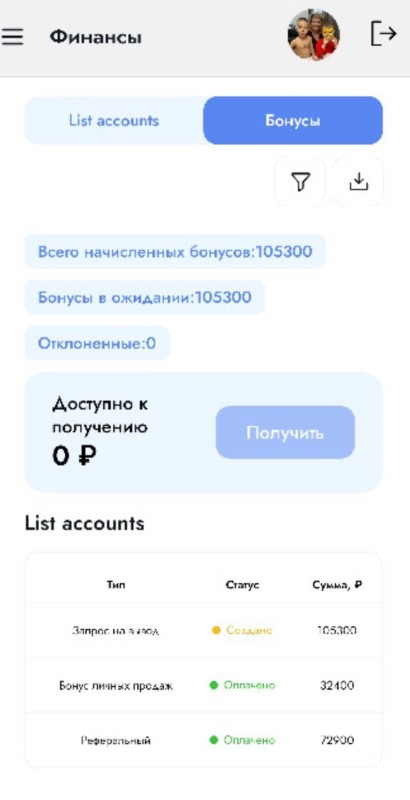 Финансы
List accounts Бонусы
Всего начисленных бонусов:105300
Бонусы в ожидании:105300
Отклоненные:0
Доступно к
получению
0 ₽
Получить
List accounts
Тип Статус Сумма, ₽
Запрос на вывод Создано 105300
Бонус личных продаж Оплачено 32400
Реферальный Оплачено 72900